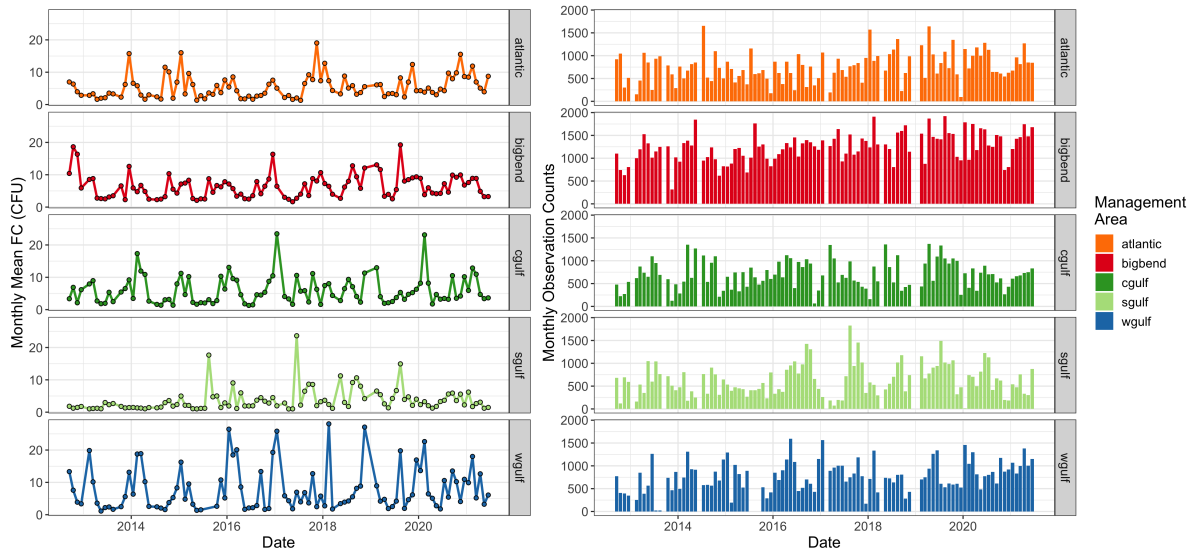 Monthly Mean FC (CFU)
20
10
0
atlantic
20
10
0
bigbend
20
10
0
cgulf
20
10
0
sgulf
20
10
0
wgulf
2014
2016
2018
2020
Date
Monthly Observation Counts
2000
1500
1000
500
0
atlantic
2000
1500
1000
500
0
bigbend
2000
1500
1000
500
0
cgulf
2000
1500
1000
500
0
sgulf
2000
1500
1000
500
0
wgulf
2014
2016
2018
2020
Date
Management
Area
atlantic
bigbend
cgulf
sgulf
wgulf